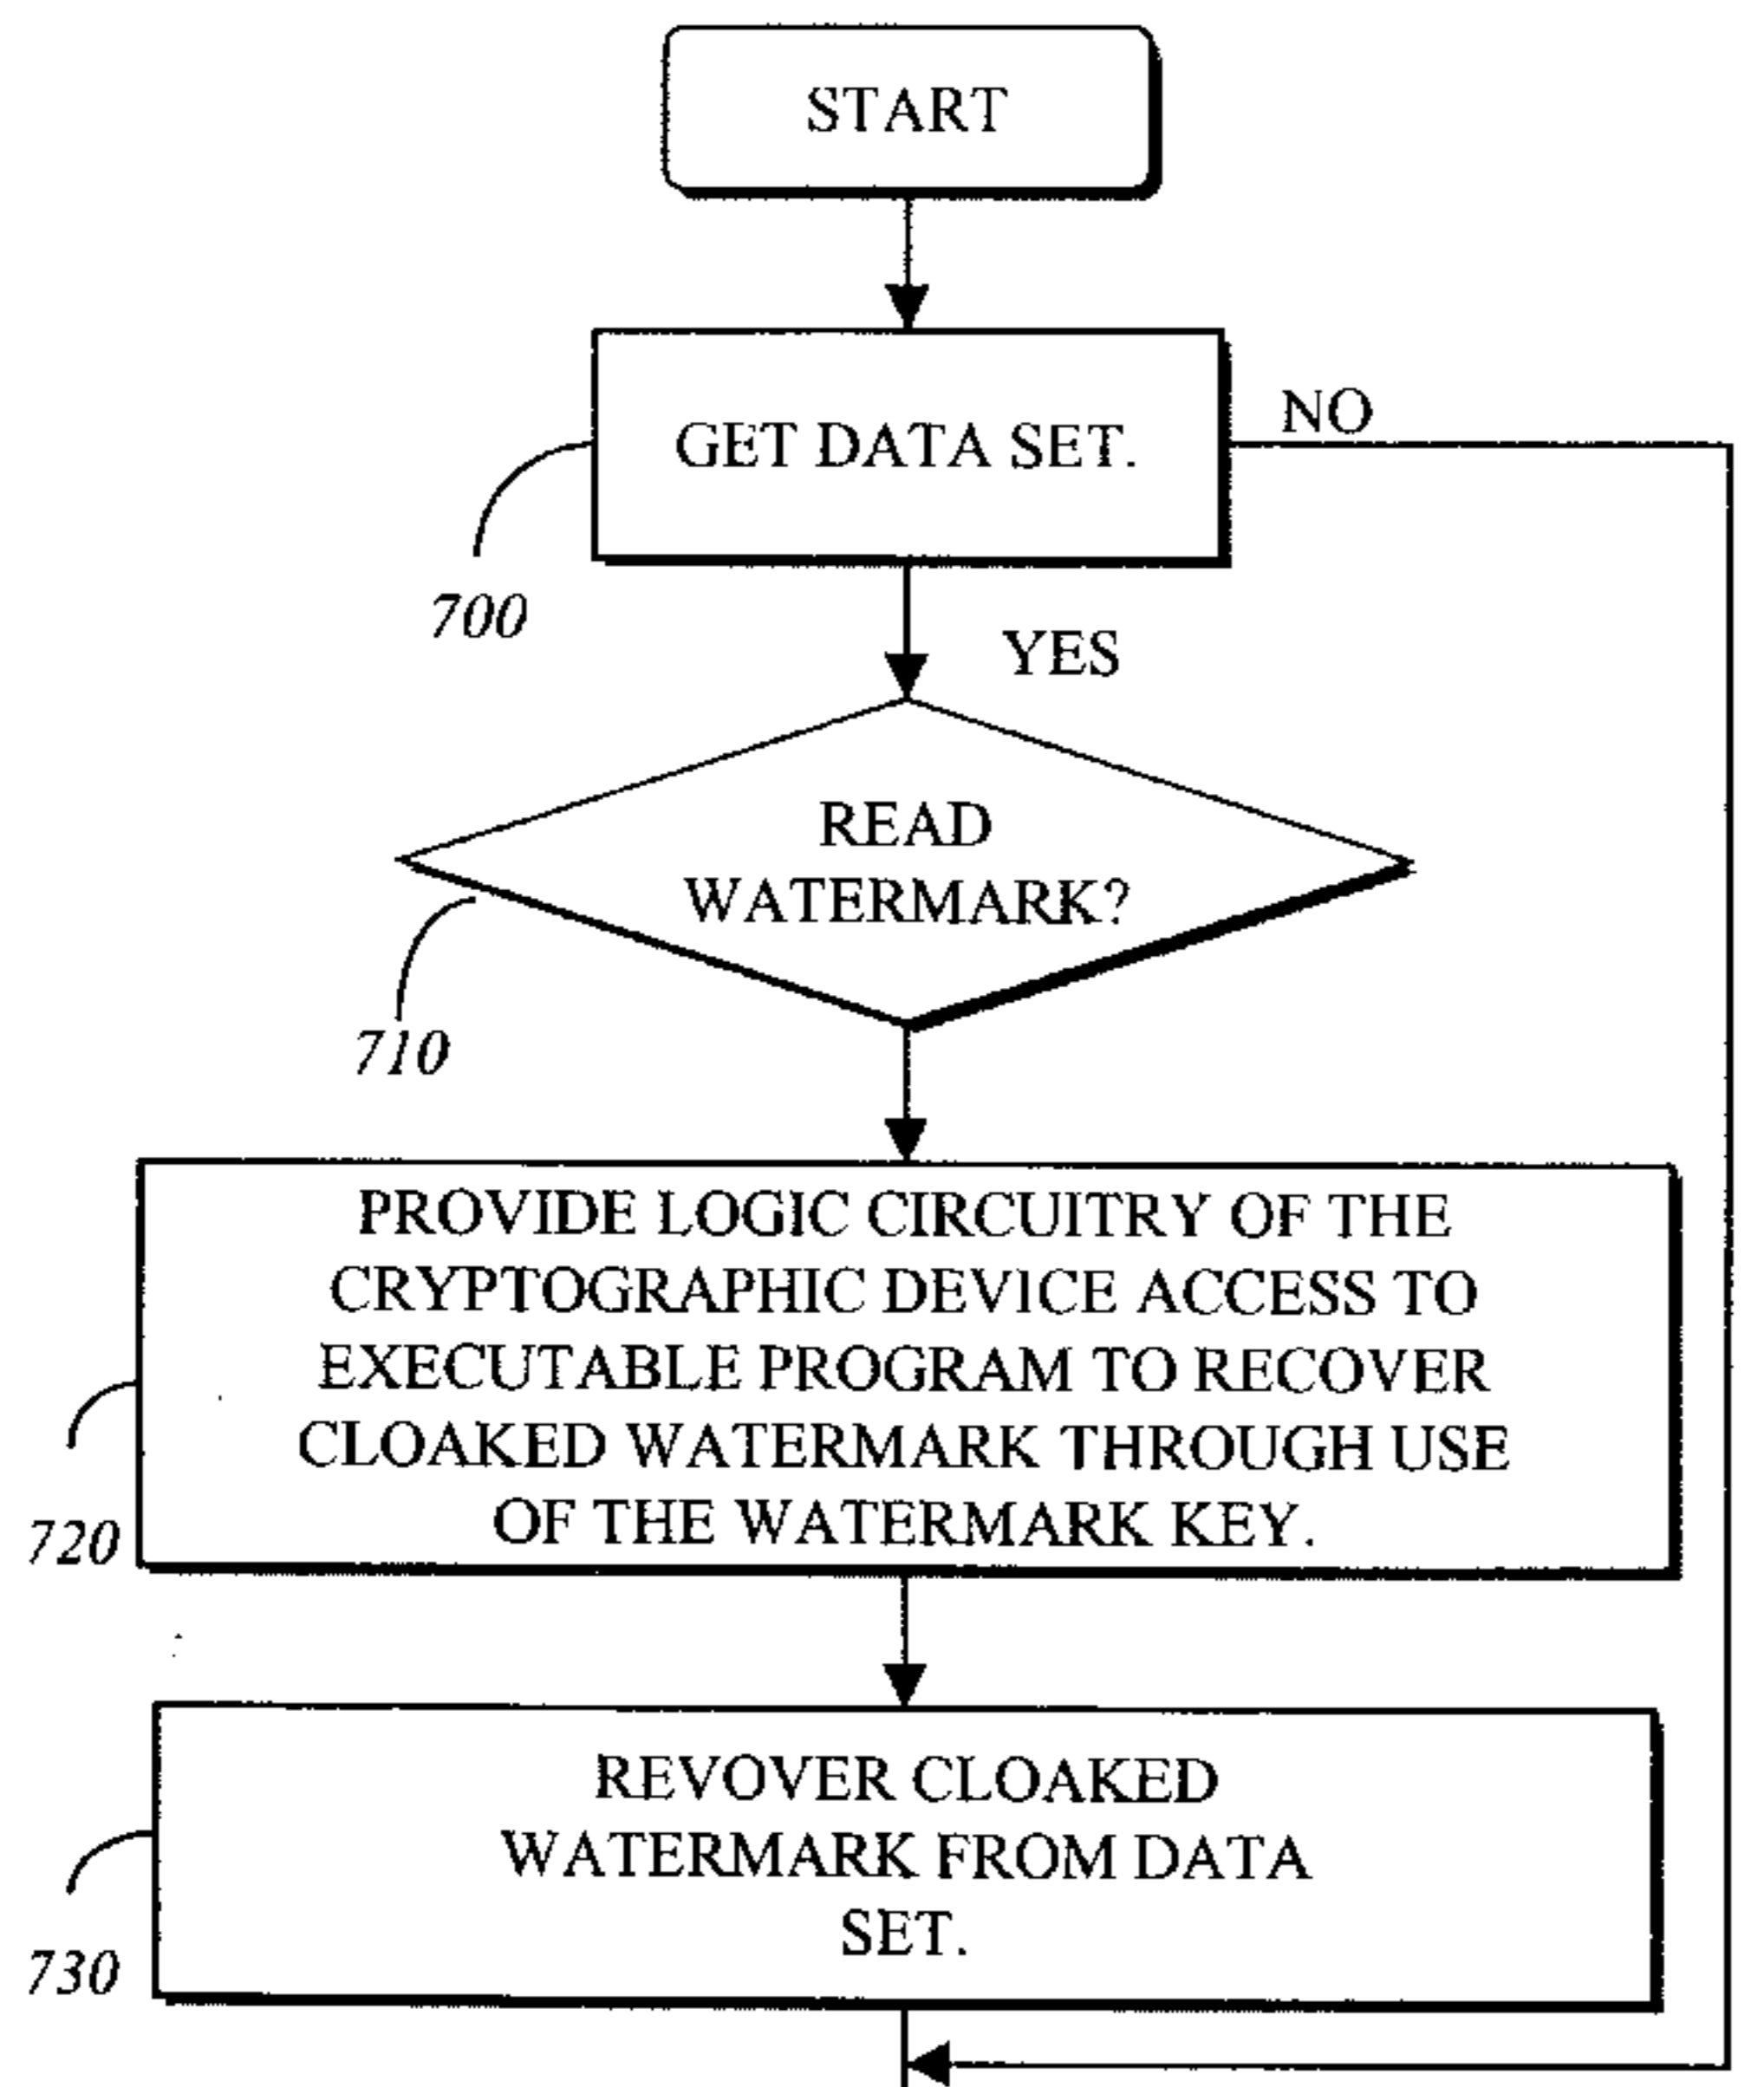 START
GET DATA SET.
NO
700
YES
READ
WATERMARK?
710
PROVIDE LOGIC CIRCUITRY OF THE
CRYPTOGRAPHIC DEVICE ACCESS TO
EXECUTABLE PROGRAM TO RECOVER
CLOAKED WATERMARK THROUGH USE
OF THE WATERMARK KEY.
720
REVOVER CLOAKED
WATERMARK FROM DATA
SET.
730